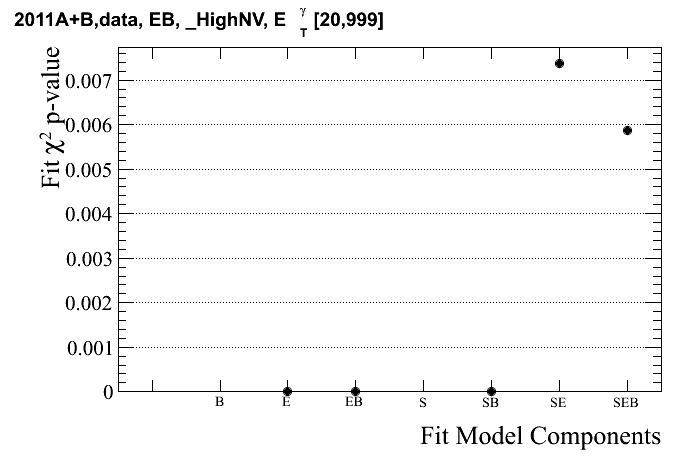 2011A+B,data, EB, _HighNV, E γ T [20,999]
Fit χ² p-value
0.007
0.006
0.005
0.004
0.003
0.002
0.001
0
B E EB S SB SE SEB
Fit Model Components